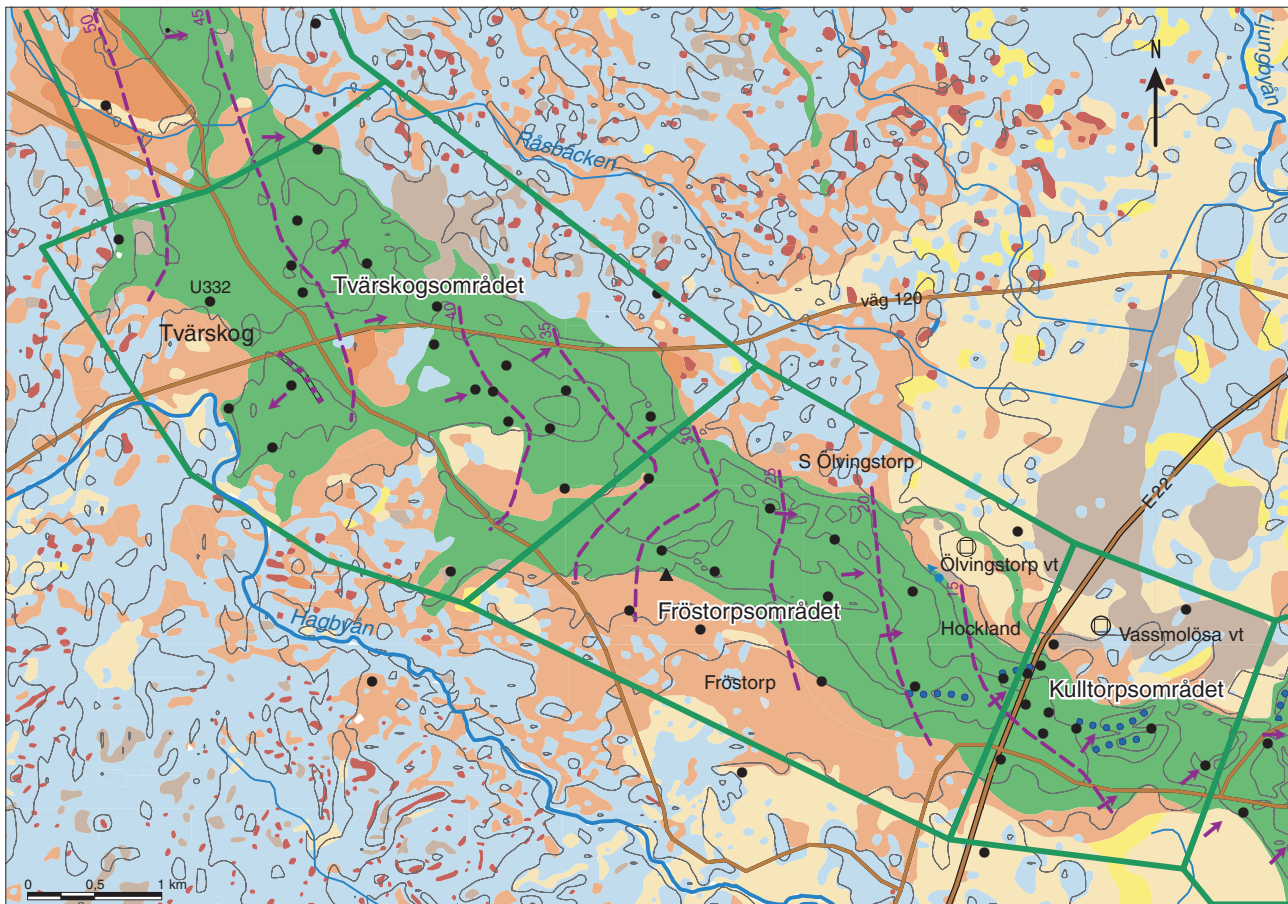 50
45
Ljungbyån
N
Råsbäcken
Tvärskogsområdet
U332
väg 120
Tvärskog
40
35
30
S Ölvingstorp
25
20
E 22
Ölvingstorp vt
15
Fröstorpsområdet
Hagbyån
Hockland
Vassmolösa vt
Fröstorp
Kulltorpsområdet
0 0,5 1 km